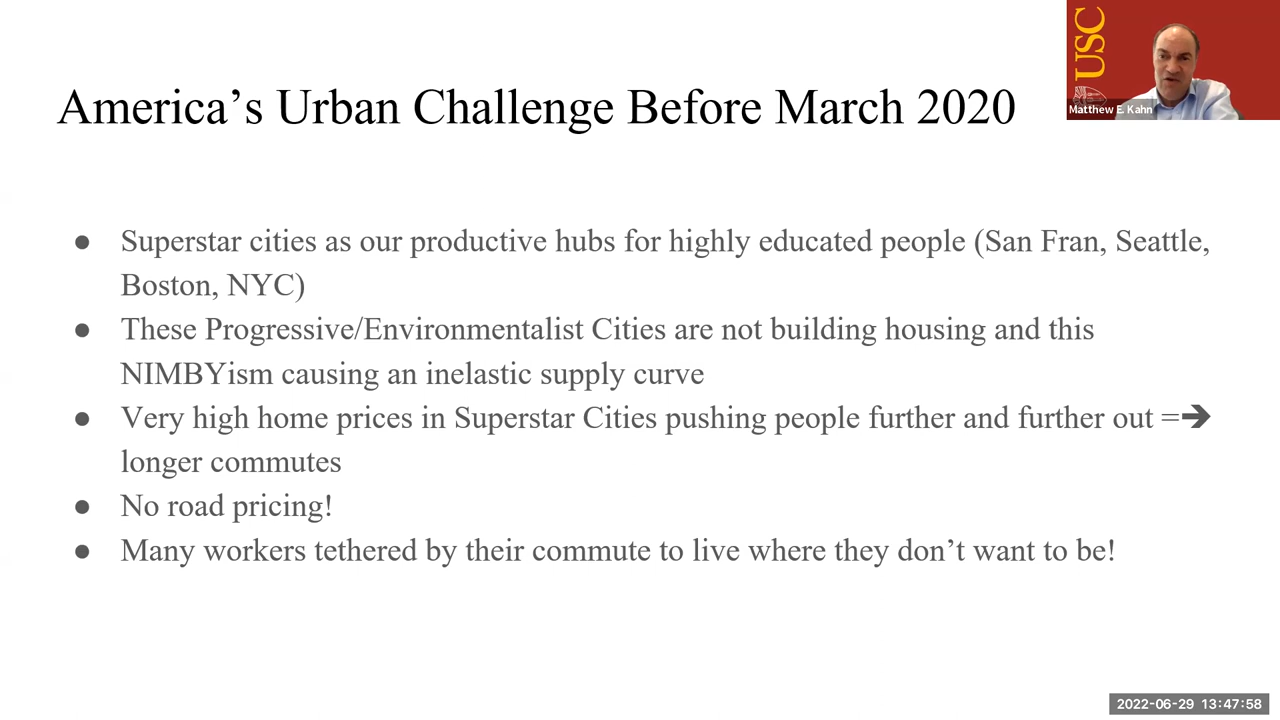 America’s Urban Challenge Before March 2020
USC
Matthew E. Kahn
● Superstar cities as our productive hubs for highly educated people (San Fran, Seattle,
Boston, NYC)
● These Progressive/Environmentalist Cities are not building housing and this
NIMBYism causing an inelastic supply curve
● Very high home prices in Superstar Cities pushing people further and further out =➔
longer commutes
● No road pricing!
● Many workers tethered by their commute to live where they don’t want to be!
2022-06-29 13:47:58